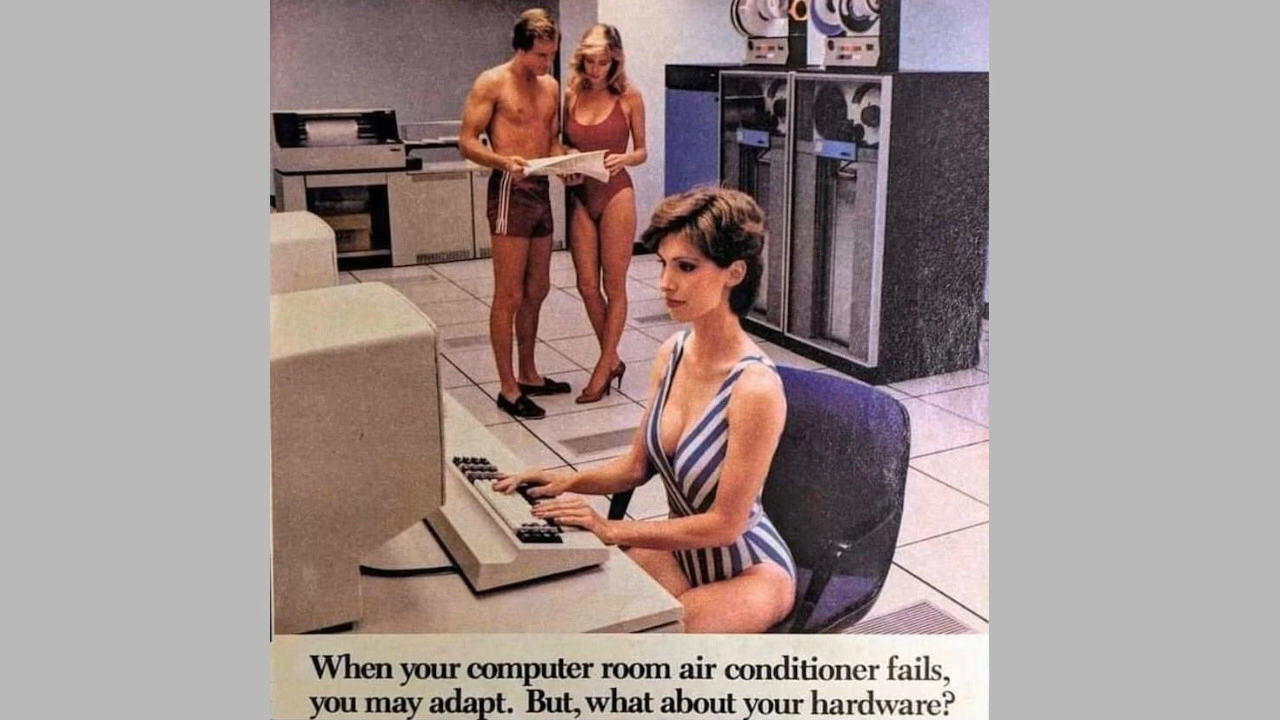 When your computer room air conditioner fails,
you may adapt. But, what about your hardware?